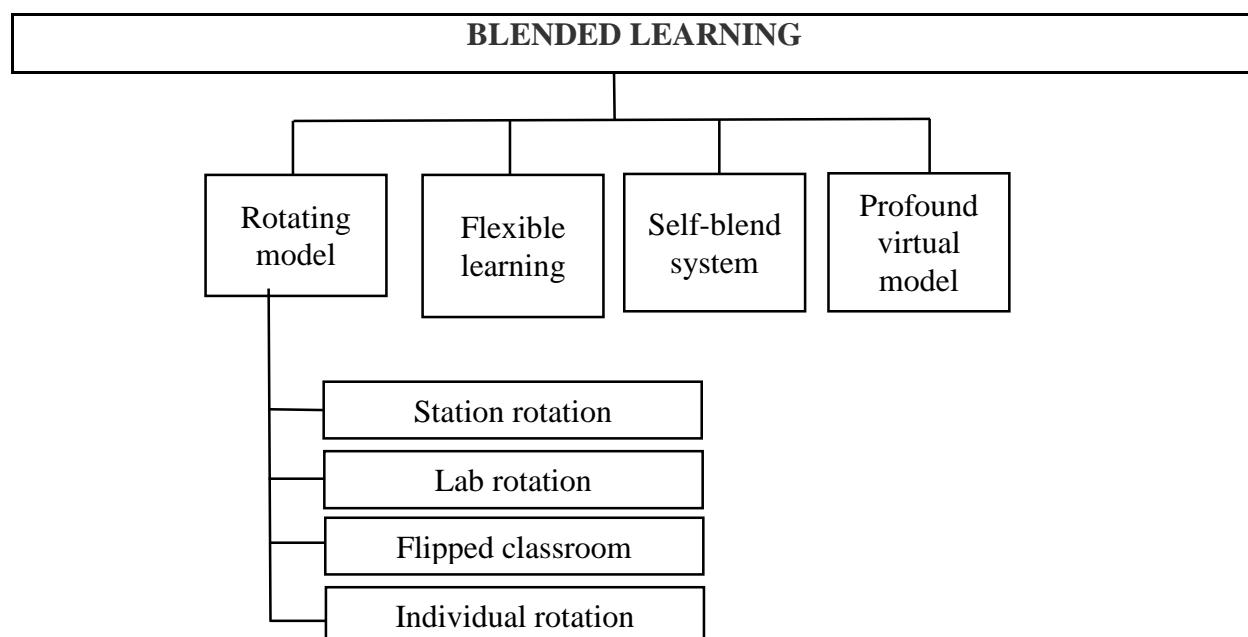 BLENDED LEARNING
Rotating
model
Flexible
learning
Self-blend
system
Profound
virtual
model
Station rotation
Lab rotation
Flipped classroom
Individual rotation